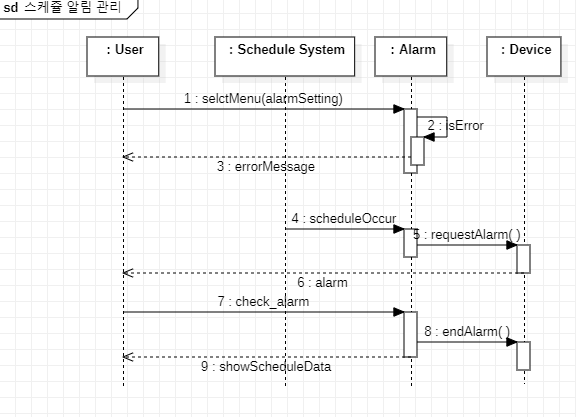 sd 스케줄 알림 관리
: User
: Schedule System
: Alarm
: Device
1 : selctMenu(alarmSetting)
2 : isError
3 : errorMessage
4 : scheduleOccur
5 : requestAlarm( )
6 : alarm
7 : check_alarm
8 : endAlarm( )
9 : showScheduleData